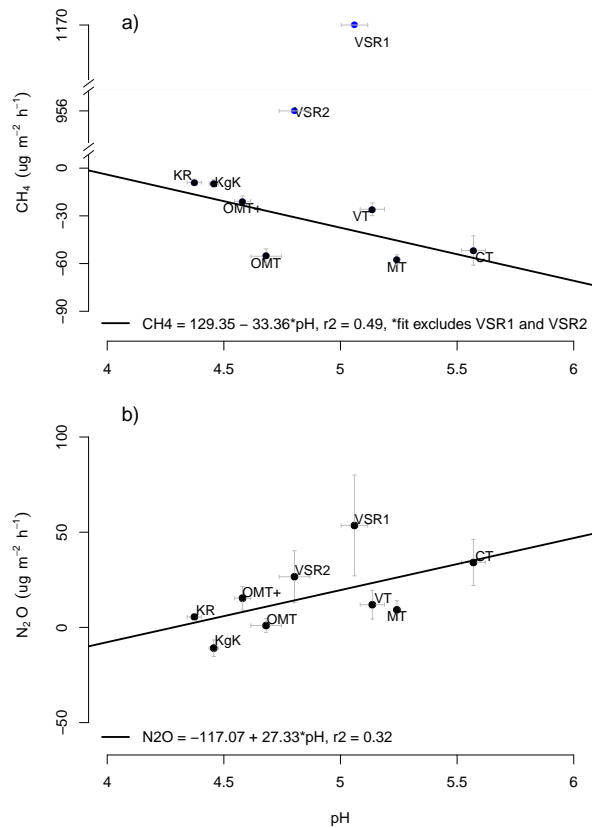 a)
1170
VSR1
956
VSR2
CH₄ (ug m⁻² h⁻¹)
0
KR
KgK
OMT+
VT
−30
OMT
MT
CT
−60
−90
CH4 = 129.35 − 33.36*pH, r2 = 0.49, *fit excludes VSR1 and VSR2
4 4.5 5 5.5 6
b)
100
N₂O (ug m⁻² h⁻¹)
50
VSR1
VSR2
CT
OMT+
KR
VT
MT
OMT
0
KgK
−50
N2O = −117.07 + 27.33*pH, r2 = 0.32
4 4.5 5 5.5 6
pH